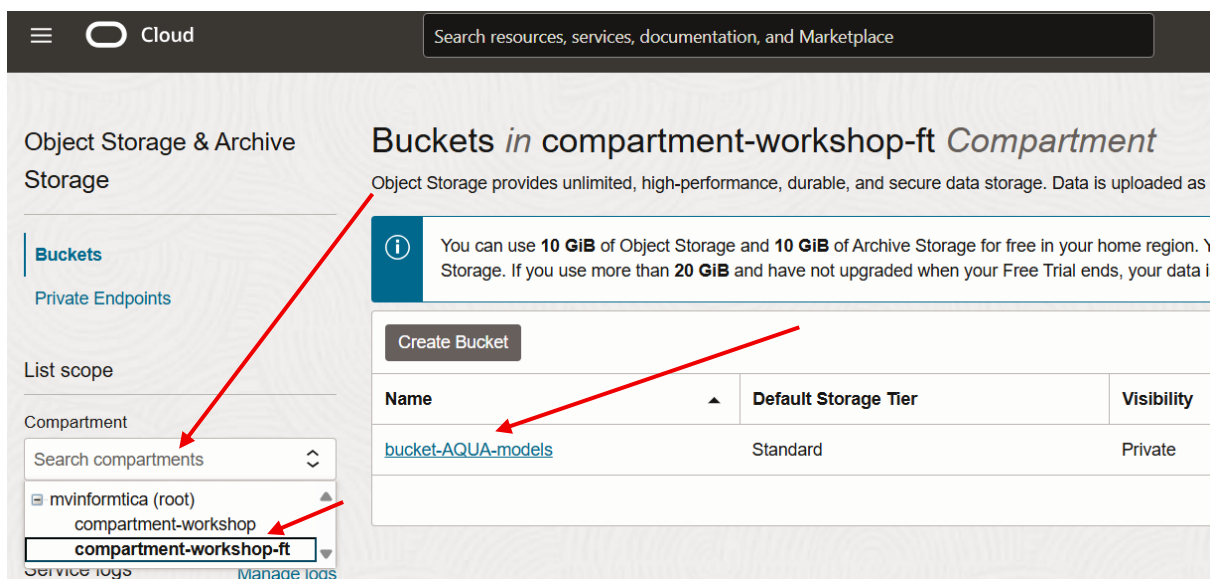 Cloud
Search resources, services, documentation, and Marketplace
Object Storage & Archive
Storage
Buckets
Private Endpoints
List scope
Compartment
Search compartments
mvinformtica (root)
compartment-workshop
compartment-workshop-ft
Service logs
Manage logs
Buckets in compartment-workshop-ft Compartment
Object Storage provides unlimited, high-performance, durable, and secure data storage. Data is uploaded as
You can use 10 GiB of Object Storage and 10 GiB of Archive Storage for free in your home region. Y
Storage. If you use more than 20 GiB and have not upgraded when your Free Trial ends, your data i
Create Bucket
Name Default Storage Tier Visibility
bucket-AQUA-models Standard Private